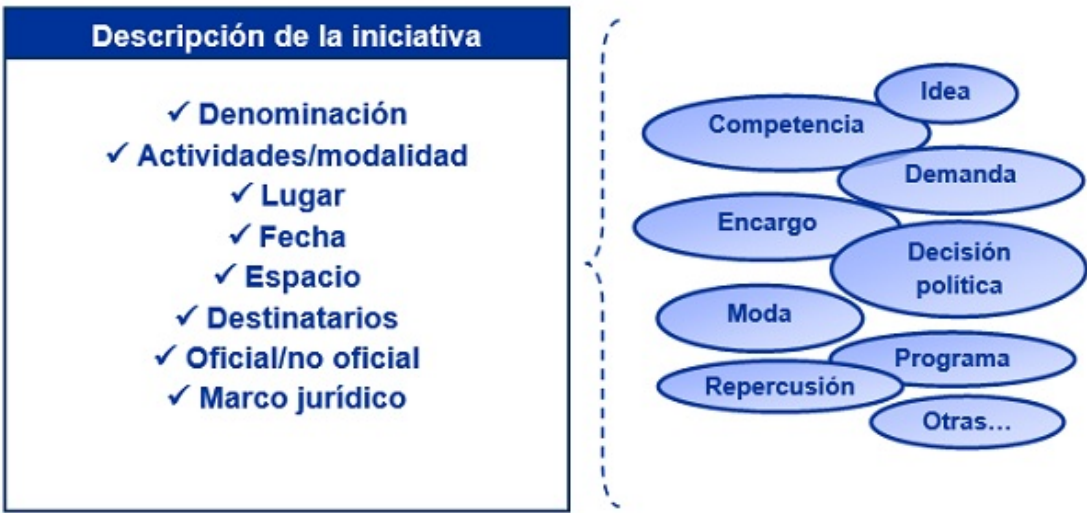 Descripción de la iniciativa
✓ Denominación
✓ Actividades/modalidad
✓ Lugar
✓ Fecha
✓ Espacio
✓ Destinatarios
✓ Oficial/no oficial
✓ Marco jurídico
Idea
Competencia
Demanda
Encargo
Decisión
política
Moda
Programa
Repercusión
Otras...